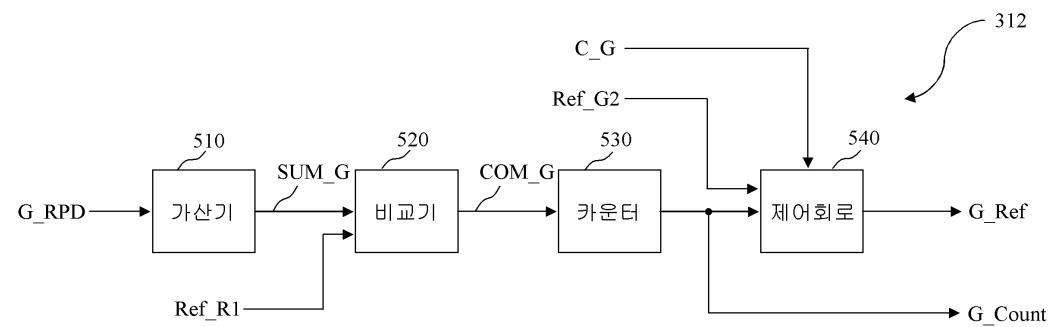 312
C_G
Ref_G2
510
520
530
540
SUM_G
COM_G
G_RPD
가산기
비교기
카운터
제어회로
G_Ref
Ref_R1
G_Count